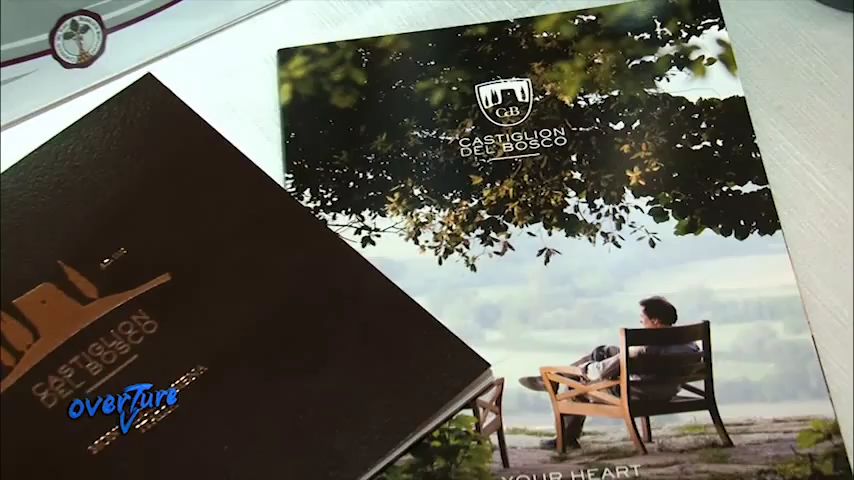 CB
CASTIGLION
DEL BOSCO
CASTIGLION
DEL BOSCO
overTure
YOUR HEART